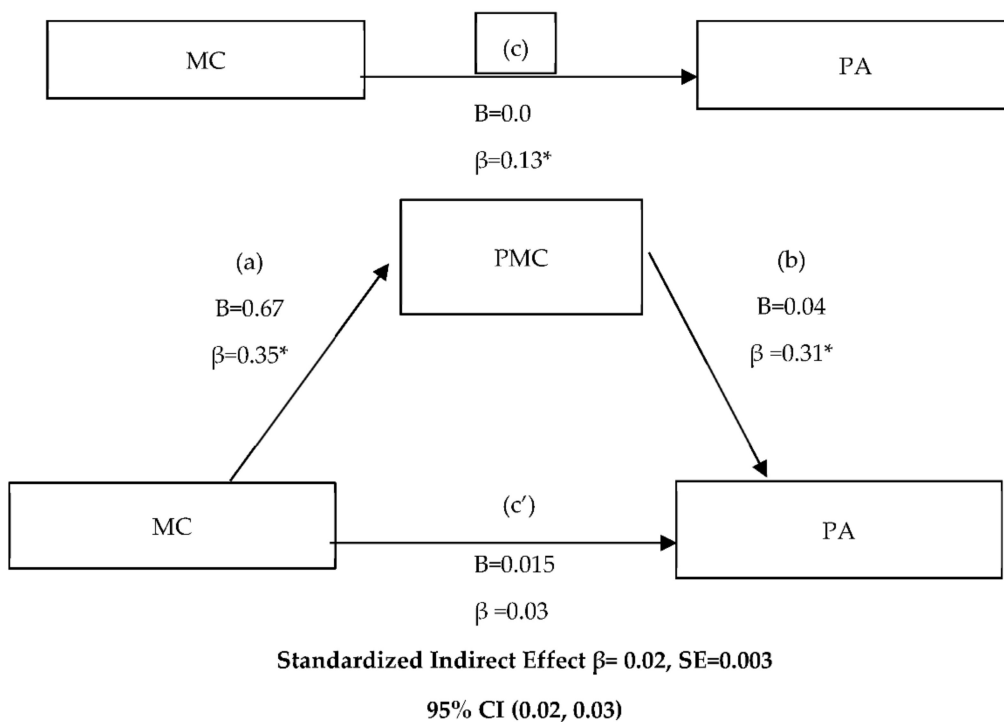 MC
(c)
PA
B=0.0
β=0.13*
PMC
(a)
B=0.67
β=0.35*
(b)
B=0.04
β =0.31*
MC
(c′)
PA
B=0.015
β =0.03
Standardized Indirect Effect β= 0.02, SE=0.003
95% CI (0.02, 0.03)